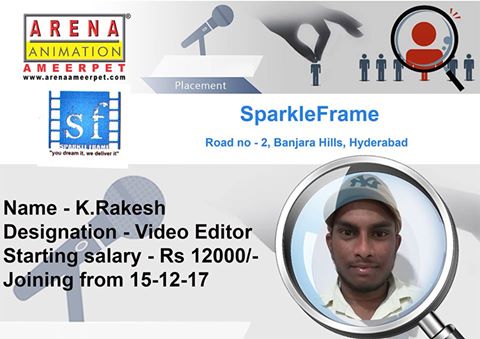 ARENA®
ANIMATION
AMEERPET
www.arenaameerpet.com
Placement
sf
SPARKLE FRAME
"you dream it, we deliver it"
SparkleFrame
Road no - 2, Banjara Hills, Hyderabad
Name - K.Rakesh
Designation - Video Editor
Starting salary - Rs 12000/-
Joining from 15-12-17